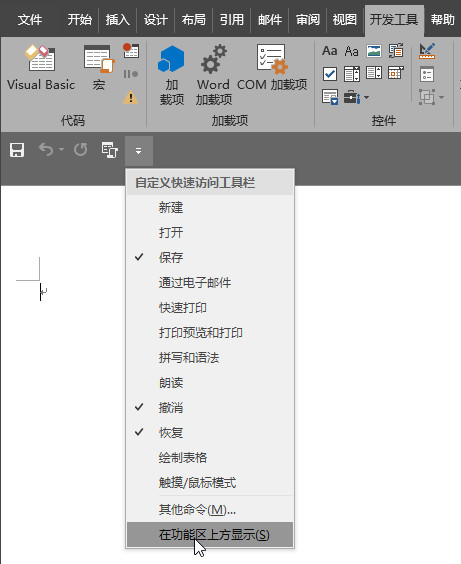 文件 开始 插入 设计 布局 引用 邮件 审阅 视图 开发工具 帮助
Visual Basic 宏 加载项 Word 加载项 COM 加载项 Aa Aa
代码 加载项 控件
自定义快速访问工具栏
新建
打开
保存
通过电子邮件
快速打印
打印预览和打印
拼写和语法
朗读
撤消
恢复
绘制表格
触摸/鼠标模式
其他命令(M)...
在功能区上方显示(S)